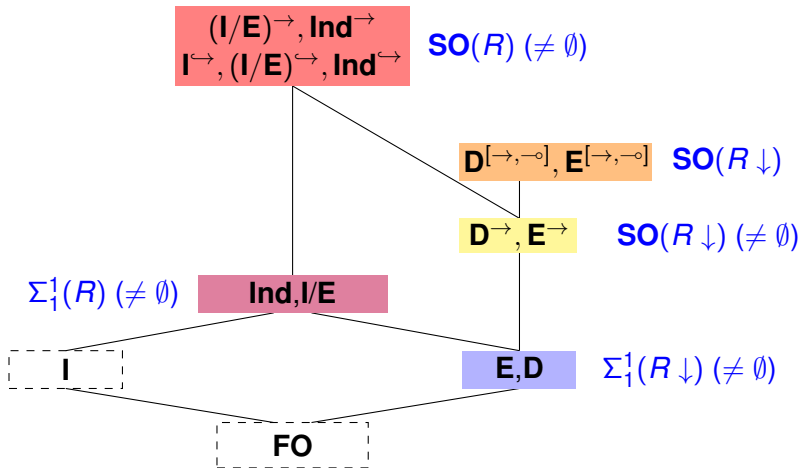 (I/E)→, Ind→
I↪, (I/E)↪, Ind↪
SO(R) (≠ ∅)
D[→,⊸], E[→,⊸]
SO(R ↓)
D→, E→
SO(R ↓) (≠ ∅)
Σ¹₁(R) (≠ ∅)
Ind,I/E
I
E,D
Σ¹₁(R ↓) (≠ ∅)
FO